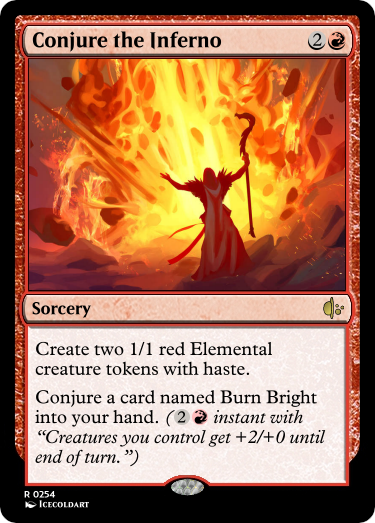 Conjure the Inferno 2
Sorcery
Create two 1/1 red Elemental
creature tokens with haste.
Conjure a card named Burn Bright
into your hand. (2 instant with
“Creatures you control get +2/+0 until
end of turn.”)
R 0254
Icecoldart